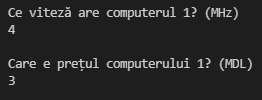 Ce viteză are computerul 1? (MHz)
4
Care e prețul computerului 1? (MDL)
3